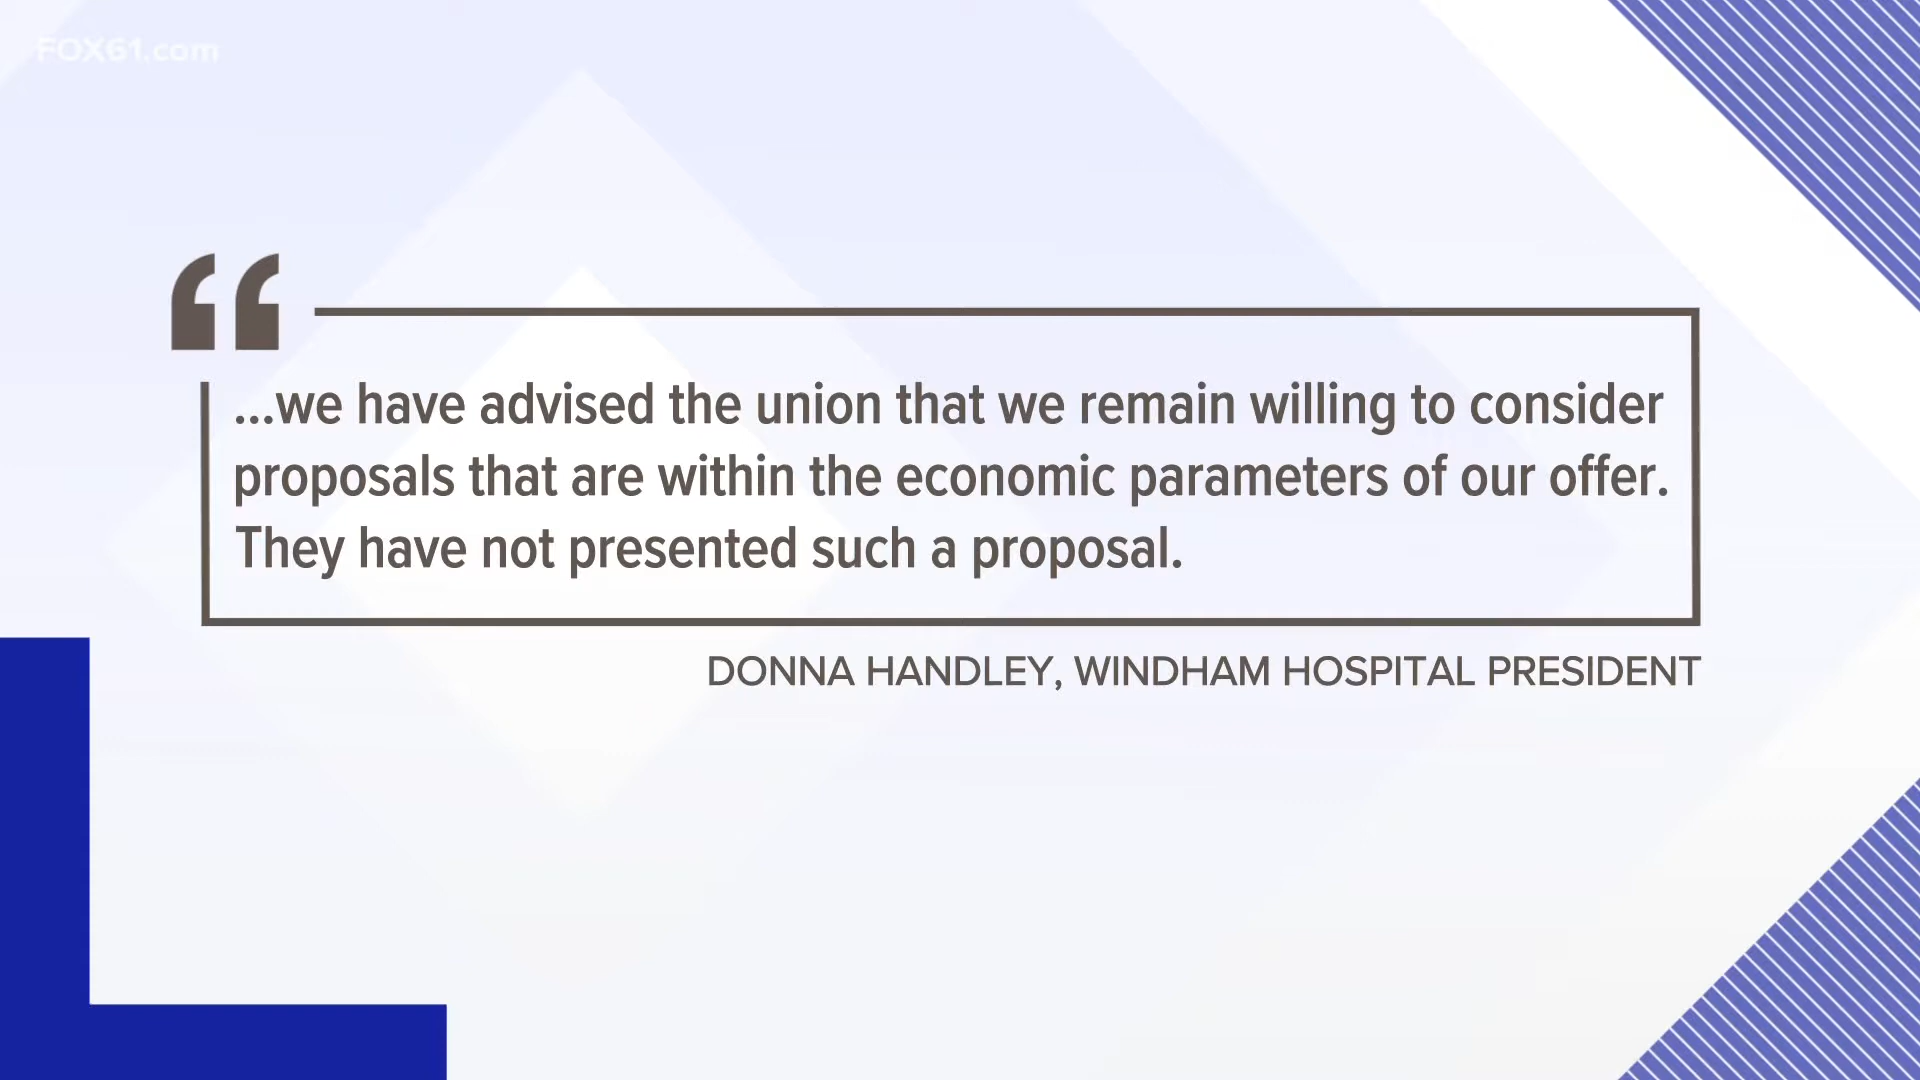 FOX61.com
“
...we have advised the union that we remain willing to consider
proposals that are within the economic parameters of our offer.
They have not presented such a proposal.
DONNA HANDLEY, WINDHAM HOSPITAL PRESIDENT